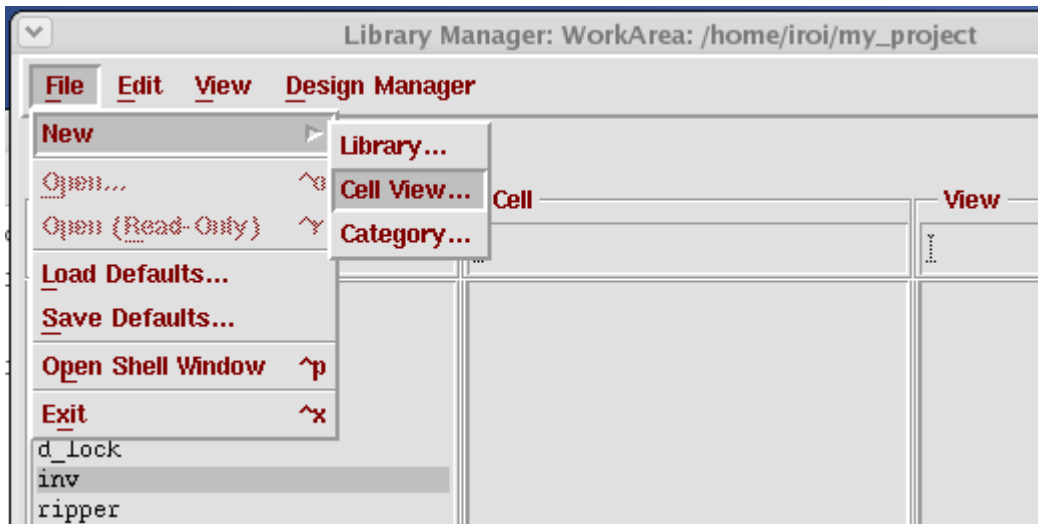 Library Manager: WorkArea: /home/iroi/my_project
File Edit View Design Manager
New
Library...
Open... ^o
Cell View...
Cell
View
Open (Read-Only) ^r
Category...
Load Defaults...
Save Defaults...
Open Shell Window ^p
Exit ^x
d_lock
inv
ripper